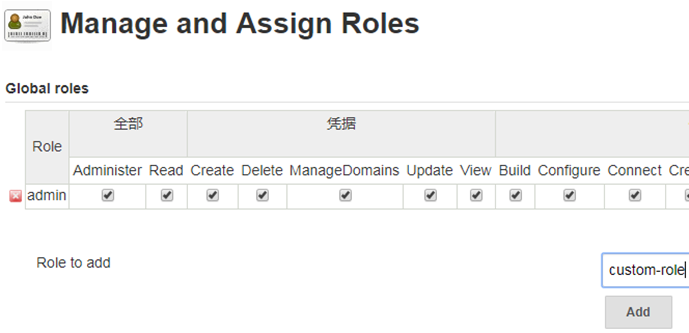 Manage and Assign Roles
Global roles
Role 全部 凭据
Administer Read Create Delete ManageDomains Update View Build Configure Connect Cre
admin
Role to add custom-role
Add